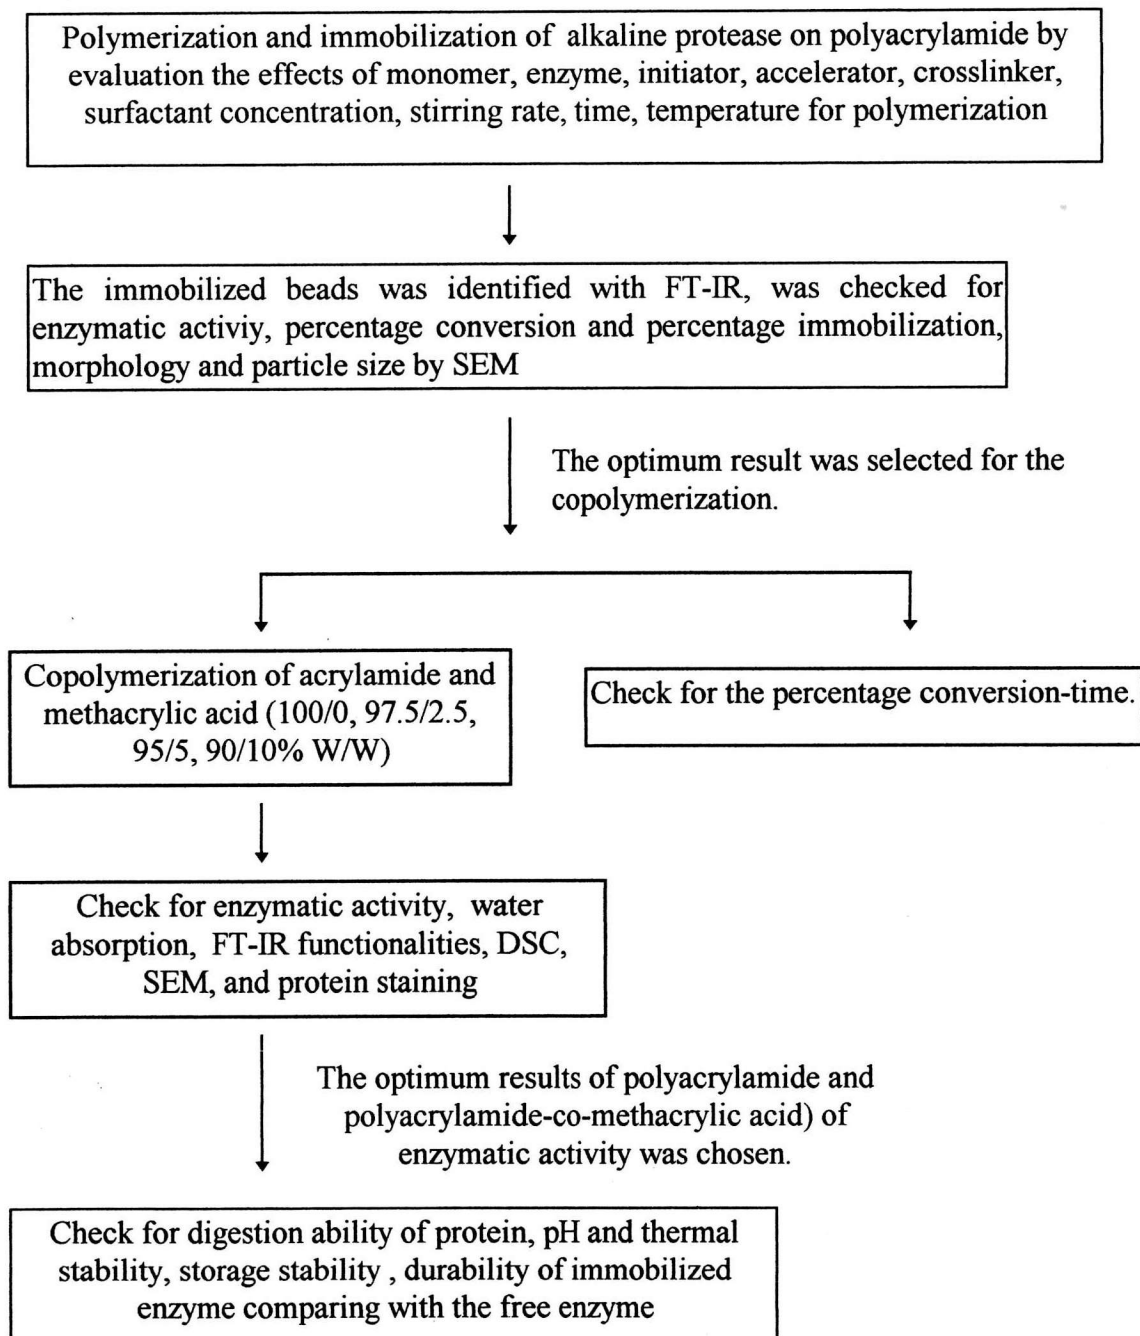 Polymerization and immobilization of alkaline protease on polyacrylamide by
evaluation the effects of monomer, enzyme, initiator, accelerator, crosslinker,
surfactant concentration, stirring rate, time, temperature for polymerization
The immobilized beads was identified with FT-IR, was checked for
enzymatic activiy, percentage conversion and percentage immobilization,
morphology and particle size by SEM
The optimum result was selected for the
copolymerization.
Copolymerization of acrylamide and
methacrylic acid (100/0, 97.5/2.5,
95/5, 90/10% W/W)
Check for the percentage conversion-time.
Check for enzymatic activity, water
absorption, FT-IR functionalities, DSC,
SEM, and protein staining
The optimum results of polyacrylamide and
polyacrylamide-co-methacrylic acid) of
enzymatic activity was chosen.
Check for digestion ability of protein, pH and thermal
stability, storage stability , durability of immobilized
enzyme comparing with the free enzyme